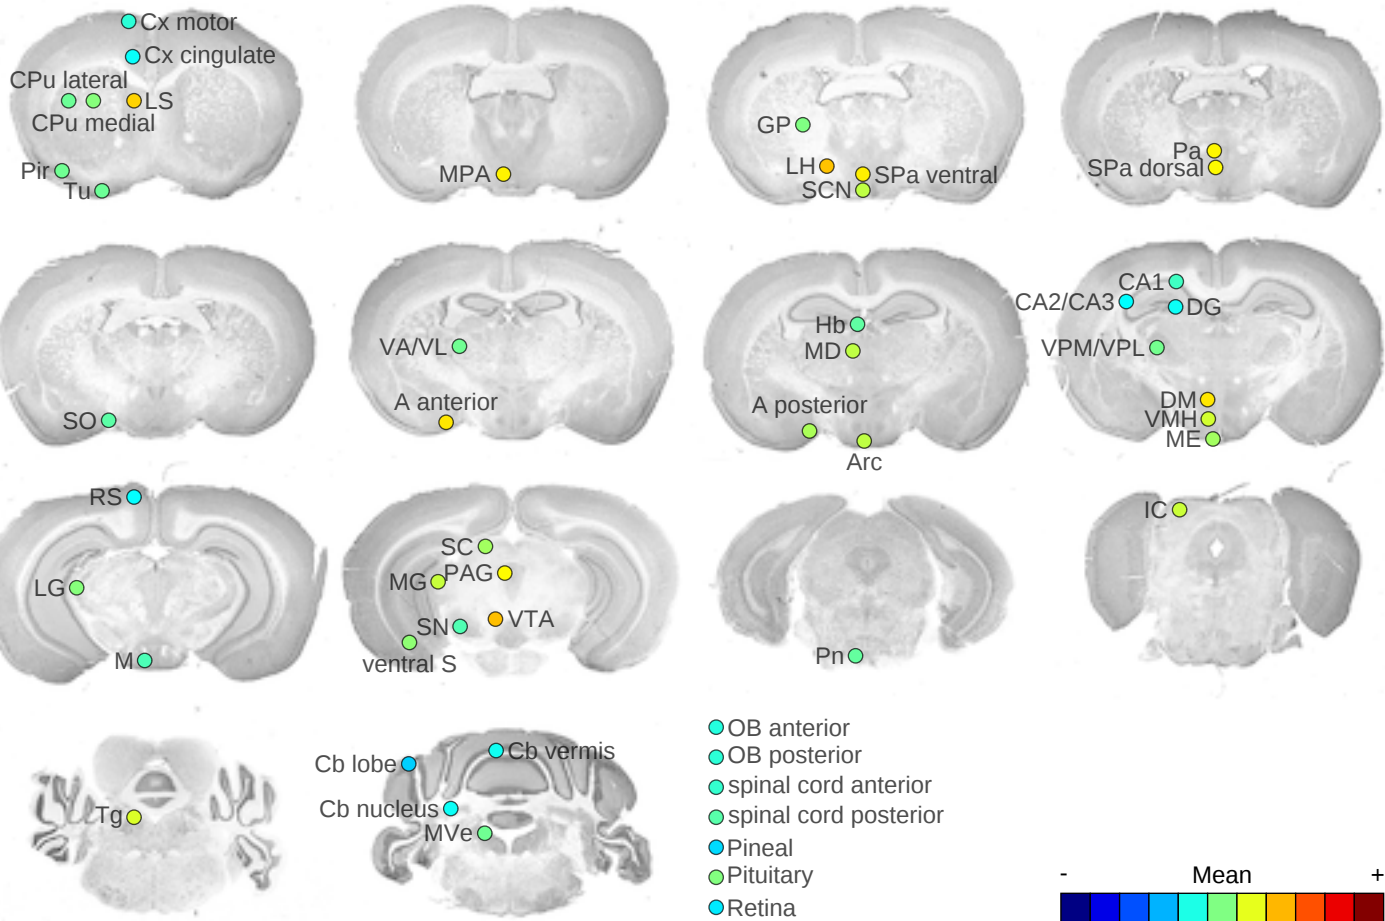 Cx motor
Cx cingulate
CPu lateral
LS
CPu medial
Pir
Tu
MPA
GP
LH
SPa ventral
SCN
Pa
SPa dorsal
SO
VA/VL
A anterior
Hb
MD
A posterior
Arc
CA1
CA2/CA3
DG
VPM/VPL
DM
VMH
ME
RS
LG
M
SC
PAG
MG
VTA
SN
ventral S
Pn
IC
Tg
Cb vermis
Cb lobe
Cb nucleus
MVe
OB anterior
OB posterior
spinal cord anterior
spinal cord posterior
Pineal
Pituitary
Retina
- Mean +